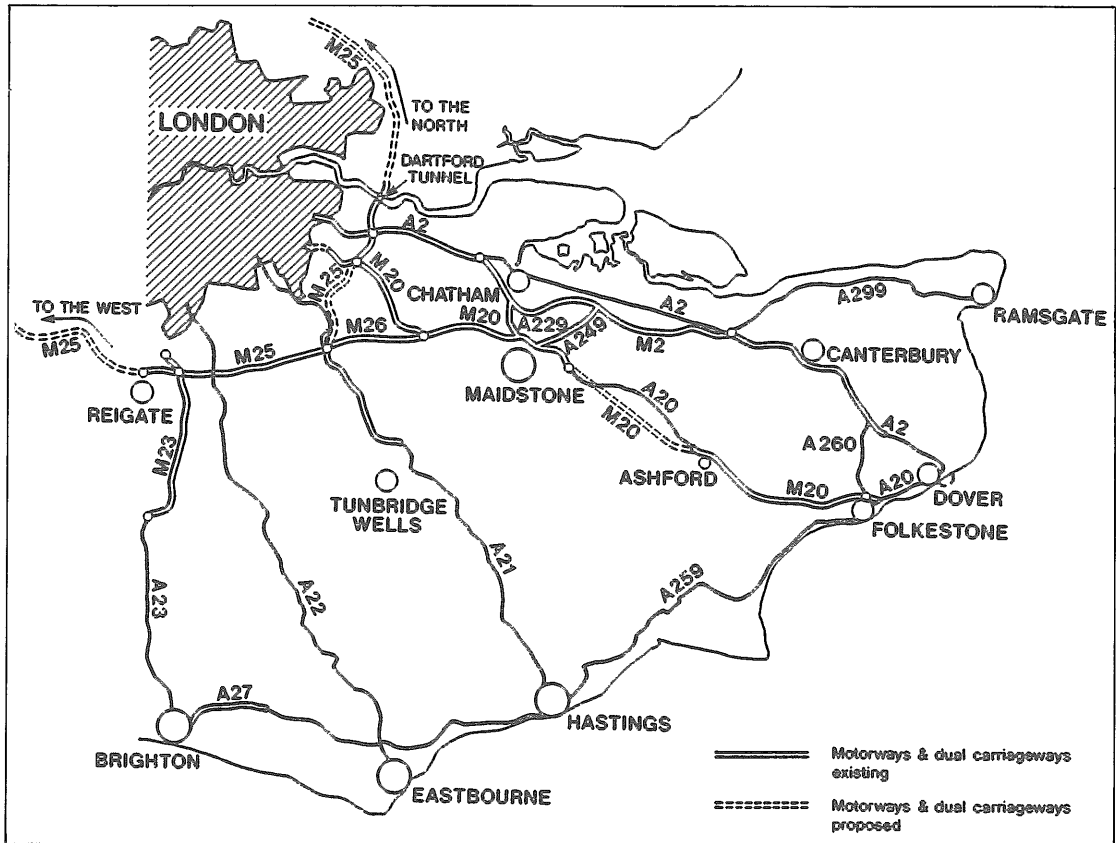 M25
TO THE
NORTH
LONDON
DARTFORD
TUNNEL
A2
M25
M20
CHATHAM
A2
A299
RAMSGATE
TO THE WEST
M25
M25
M26
M20
A229
A249
M2
CANTERBURY
REIGATE
MAIDSTONE
A20
M20
A2
A260
M23
ASHFORD
M20
A20
DOVER
TUNBRIDGE
WELLS
FOLKESTONE
A21
A259
A22
A23
A27
HASTINGS
BRIGHTON
EASTBOURNE
Motorways & dual carriageways
existing
Motorways & dual carriageways
proposed